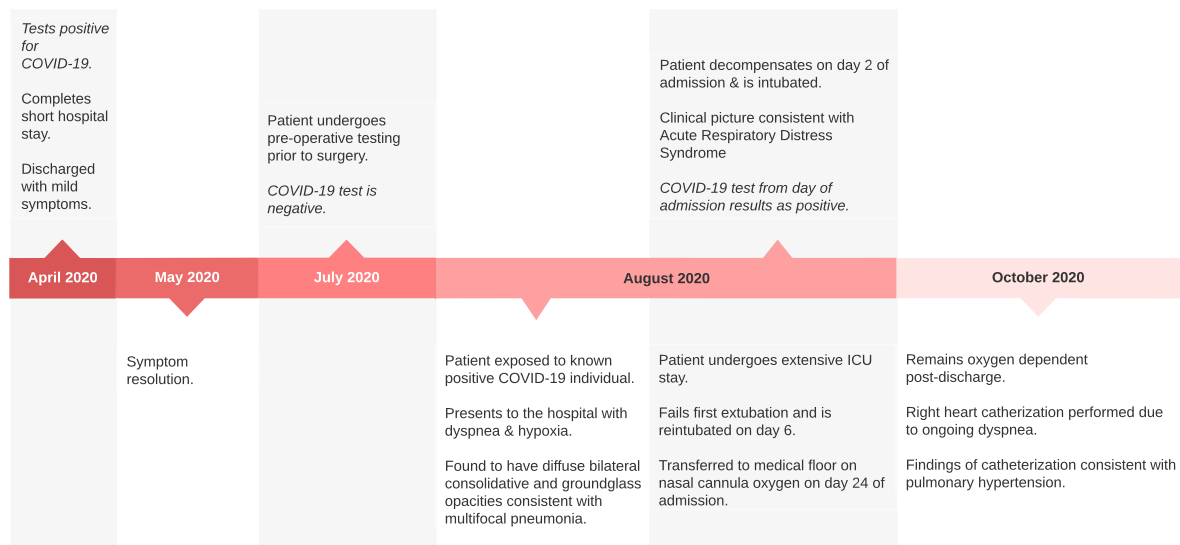 Tests positive
for
COVID-19.
Completes
short hospital
stay.
Discharged
with mild
symptoms.
Patient undergoes
pre-operative testing
prior to surgery.
COVID-19 test is
negative.
Patient decompensates on day 2 of
admission & is intubated.
Clinical picture consistent with
Acute Respiratory Distress
Syndrome
COVID-19 test from day of
admission results as positive.
April 2020
May 2020
July 2020
August 2020
October 2020
Symptom
resolution.
Patient exposed to known
positive COVID-19 individual.
Presents to the hospital with
dyspnea & hypoxia.
Found to have diffuse bilateral
consolidative and groundglass
opacities consistent with
multifocal pneumonia.
Patient undergoes extensive ICU
stay.
Fails first extubation and is
reintubated on day 6.
Transferred to medical floor on
nasal cannula oxygen on day 24 of
admission.
Remains oxygen dependent
post-discharge.
Right heart catherization performed due
to ongoing dyspnea.
Findings of catheterization consistent with
pulmonary hypertension.